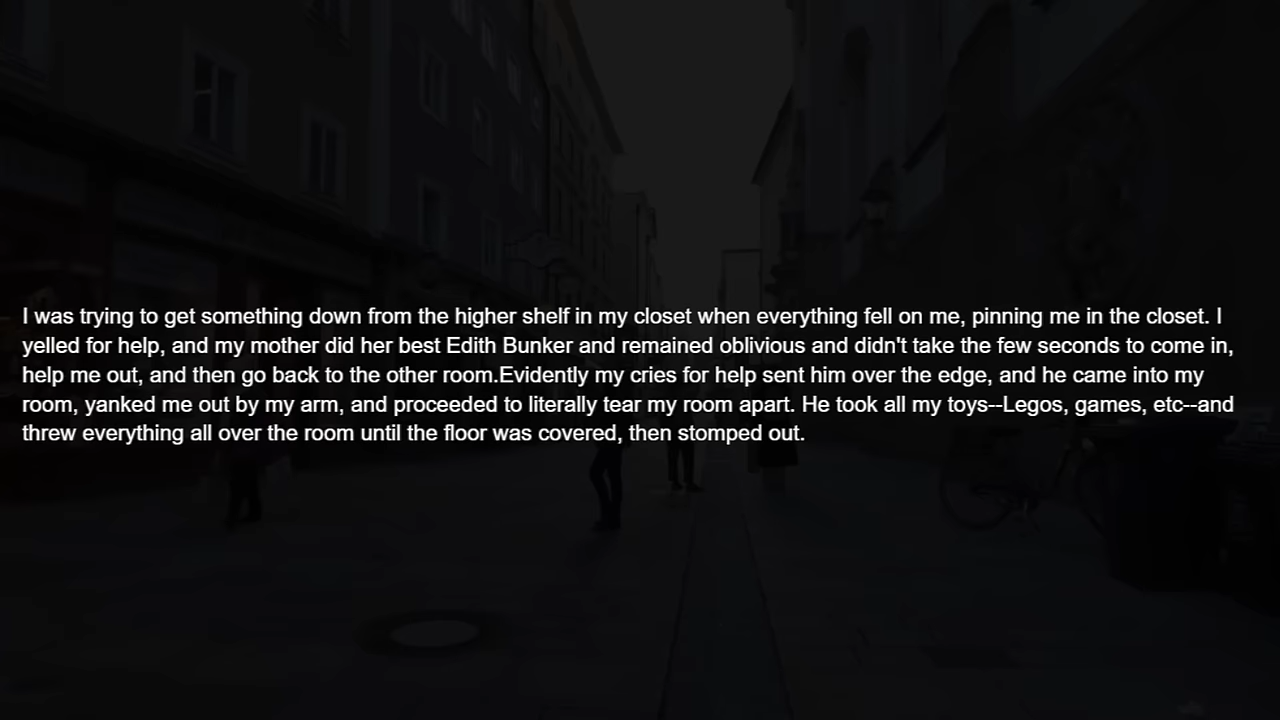 I was trying to get something down from the higher shelf in my closet when everything fell on me, pinning me in the closet. I
yelled for help, and my mother did her best Edith Bunker and remained oblivious and didn't take the few seconds to come in,
help me out, and then go back to the other room.Evidently my cries for help sent him over the edge, and he came into my
room, yanked me out by my arm, and proceeded to literally tear my room apart. He took all my toys--Legos, games, etc--and
threw everything all over the room until the floor was covered, then stomped out.